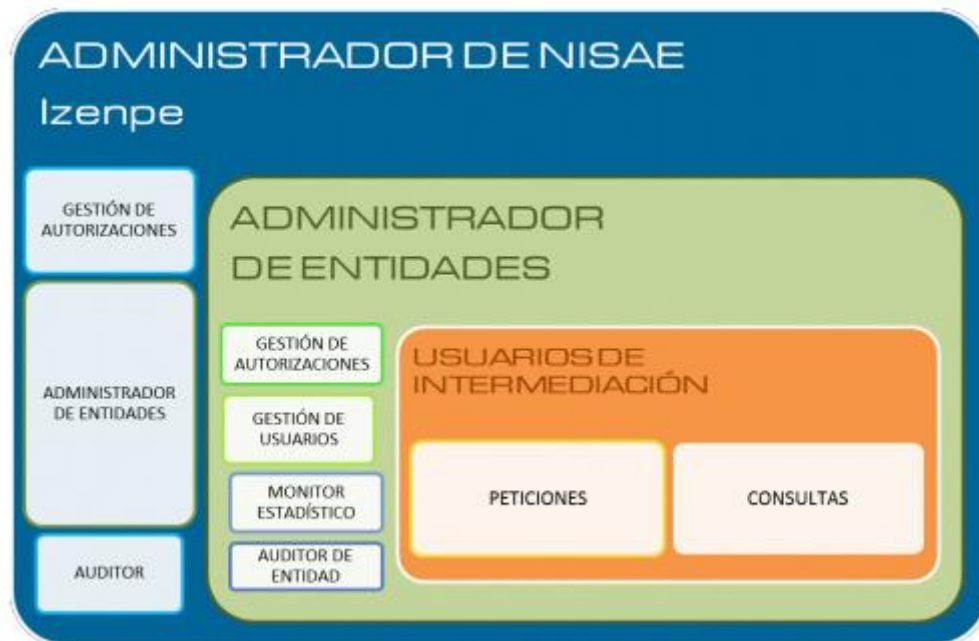 ADMINISTRADOR DE NISAE
Izenpe
GESTIÓN DE
AUTORIZACIONES
ADMINISTRADOR
DE ENTIDADES
AUDITOR
ADMINISTRADOR
DE ENTIDADES
GESTIÓN DE
AUTORIZACIONES
GESTIÓN DE
USUARIOS
MONITOR
ESTADÍSTICO
AUDITOR DE
ENTIDAD
USUARIOS DE
INTERMEDIACIÓN
PETICIONES
CONSULTAS